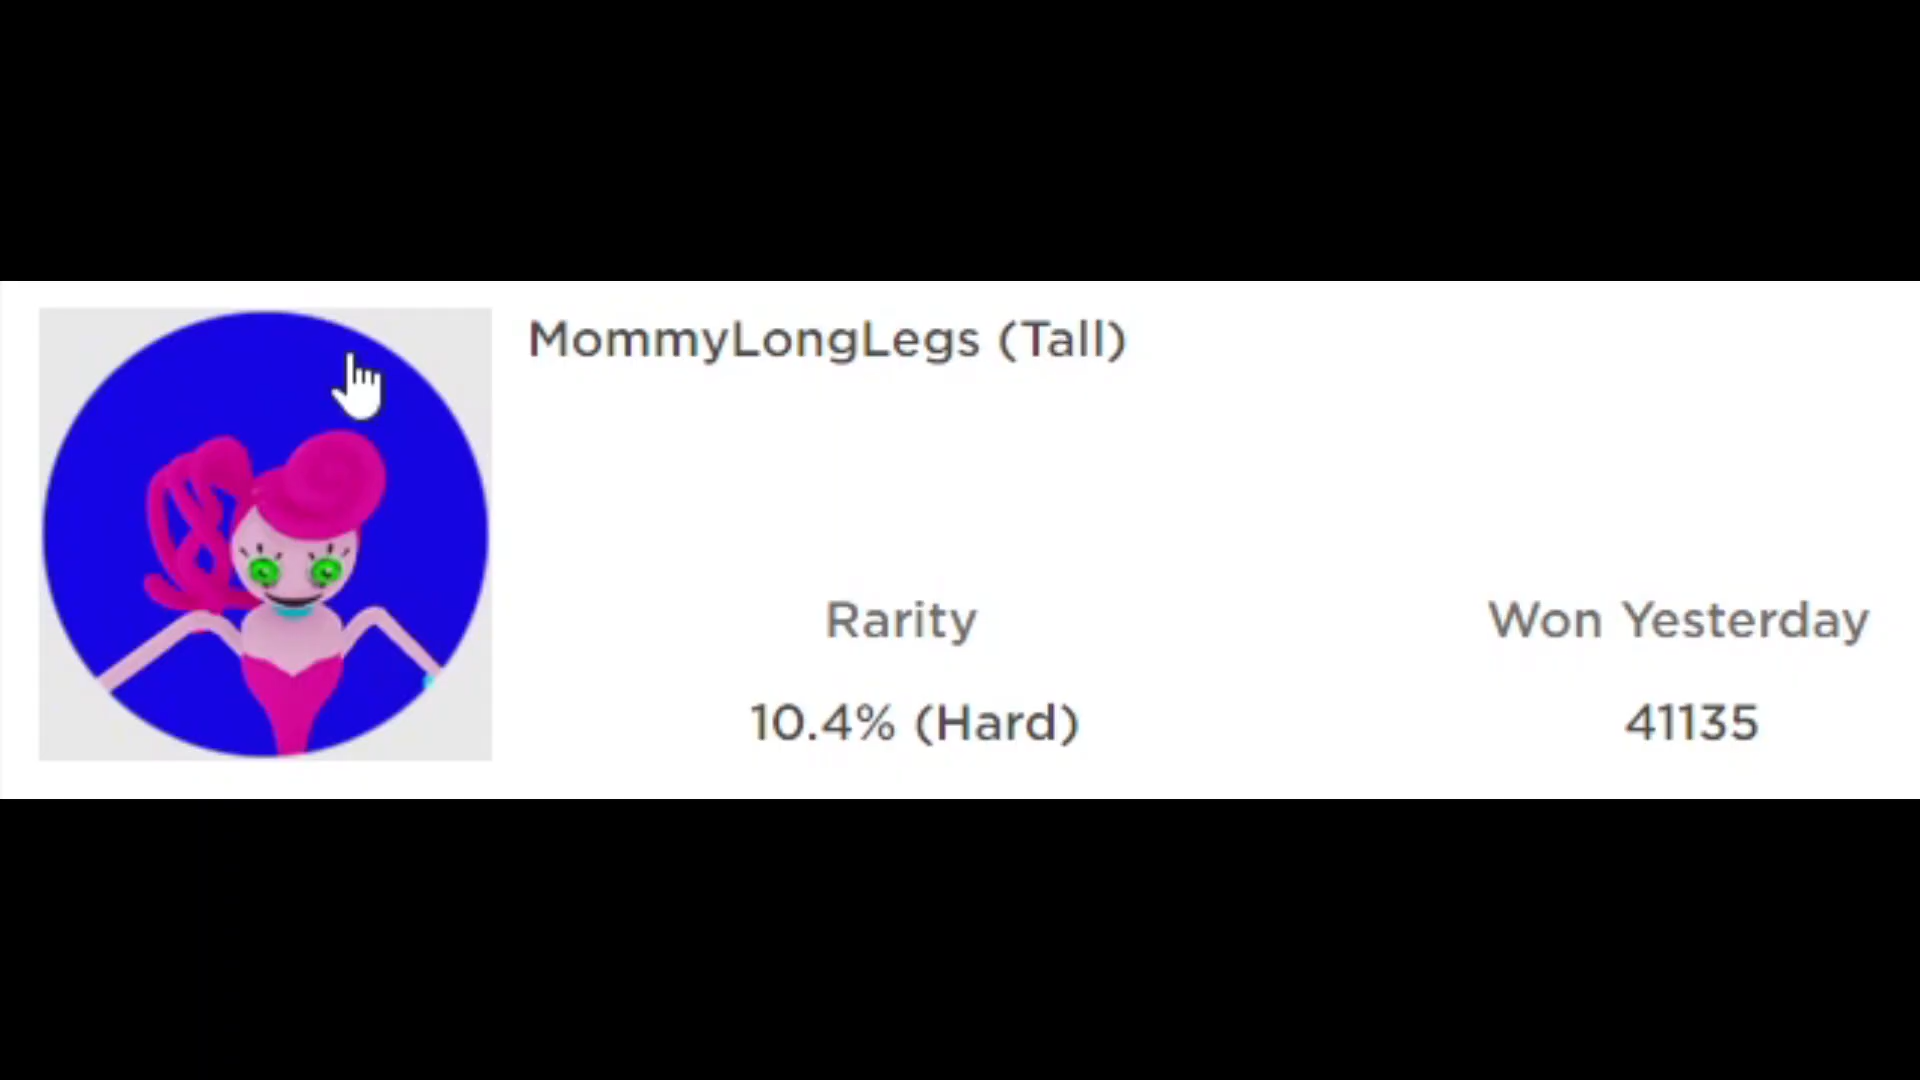 MommyLongLegs (Tall)
Rarity
Won Yesterday
10.4% (Hard)
41135